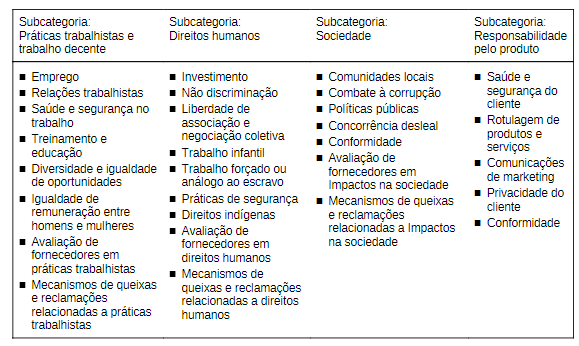 Subcategoria:
Práticas trabalhistas e
trabalho decente
Subcategoria:
Direitos humanos
Subcategoria:
Sociedade
Subcategoria:
Responsabilidade
pelo produto
■ Emprego
■ Relações trabalhistas
■ Saúde e segurança no
trabalho
■ Treinamento e
educação
■ Diversidade e igualdade
de oportunidades
■ Igualdade de
remuneração entre
homens e mulheres
■ Avaliação de
fornecedores em
práticas trabalhistas
■ Mecanismos de queixas
e reclamações
relacionadas a práticas
trabalhistas
■ Investimento
■ Não discriminação
■ Liberdade de
associação e
negociação coletiva
■ Trabalho infantil
■ Trabalho forçado ou
análogo ao escravo
■ Práticas de segurança
■ Direitos indígenas
■ Avaliação de
fornecedores em
direitos humanos
■ Mecanismos de
queixas e reclamações
relacionadas a direitos
humanos
■ Comunidades locais
■ Combate à corrupção
■ Políticas públicas
■ Concorrência desleal
■ Conformidade
■ Avaliação de
fornecedores em
Impactos na sociedade
■ Mecanismos de queixas
e reclamações
relacionadas a Impactos
na sociedade
■ Saúde e
segurança do
cliente
■ Rotulagem de
produtos e
serviços
■ Comunicações
de marketing
■ Privacidade do
cliente
■ Conformidade